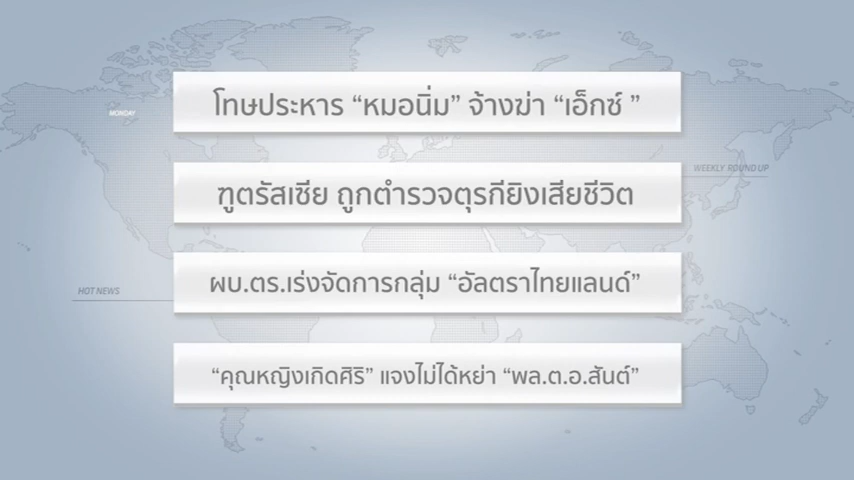 MONDAY
โทษประหาร “หมอนิ่ม” จ้างฆ่า “เอ็กซ์ ”
WEEKLY ROUND UP
ฑูตรัสเซีย ถูกตำรวจตุรกียิงเสียชีวิต
ผบ.ตร.เร่งจัดการกลุ่ม “อัลตราไทยแลนด์”
HOT NEWS
“คุณหญิงเกิดศิริ” แจงไม่ได้หย่า “พล.ต.อ.สันต์”